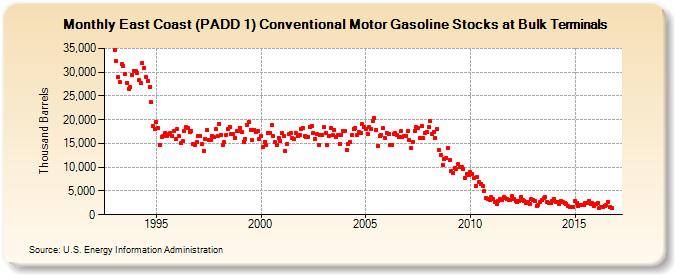 Monthly East Coast (PADD 1) Conventional Motor Gasoline Stocks at Bulk Terminals
Thousand Barrels
35,000
30,000
25,000
20,000
15,000
10,000
5,000
0
1995 2000 2005 2010 2015
Source: U.S. Energy Information Administration